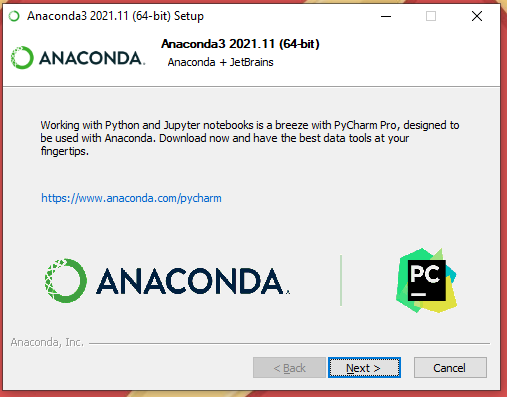 Anaconda3 2021.11 (64-bit) Setup
ANACONDA.
Anaconda3 2021.11 (64-bit)
Anaconda + JetBrains
Working with Python and Jupyter notebooks is a breeze with PyCharm Pro, designed to
be used with Anaconda. Download now and have the best data tools at your
fingertips.
https://www.anaconda.com/pycharm
ANACONDA.
PC
Anaconda, Inc.
< Back
Next >
Cancel